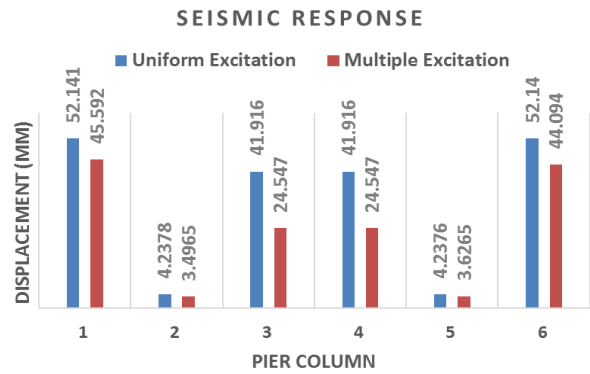 SEISMIC RESPONSE
Uniform Excitation Multiple Excitation
DISPLACEMENT (MM)
52.141
45.592
4.2378
3.4965
41.916
24.547
41.916
24.547
4.2376
3.6265
52.14
44.094
1 2 3 4 5 6
PIER COLUMN